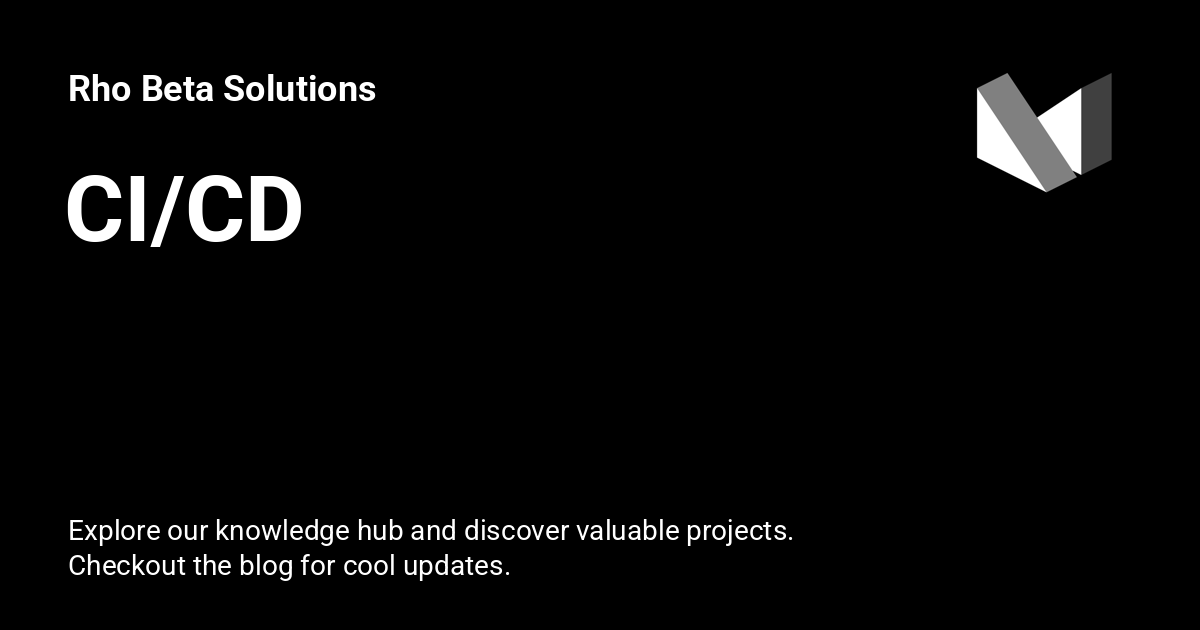 Rho Beta Solutions
CI/CD
Explore our knowledge hub and discover valuable projects.
Checkout the blog for cool updates.